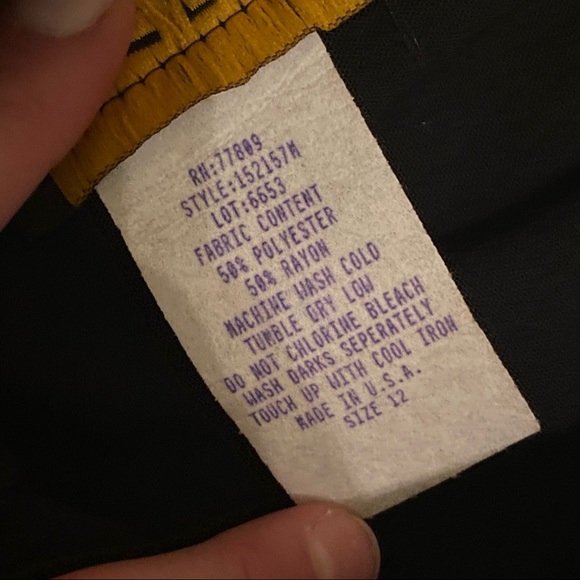 RN:77809
STYLE:152157M
LOT:6653
FABRIC CONTENT
50% POLYESTER
50% RAYON
MACHINE WASH COLD
TUMBLE DRY LOW
DO NOT CHLORINE BLEACH
WASH DARKS SEPERATELY
TOUCH UP WITH COOL IRON
MADE IN U.S.A.
SIZE 12